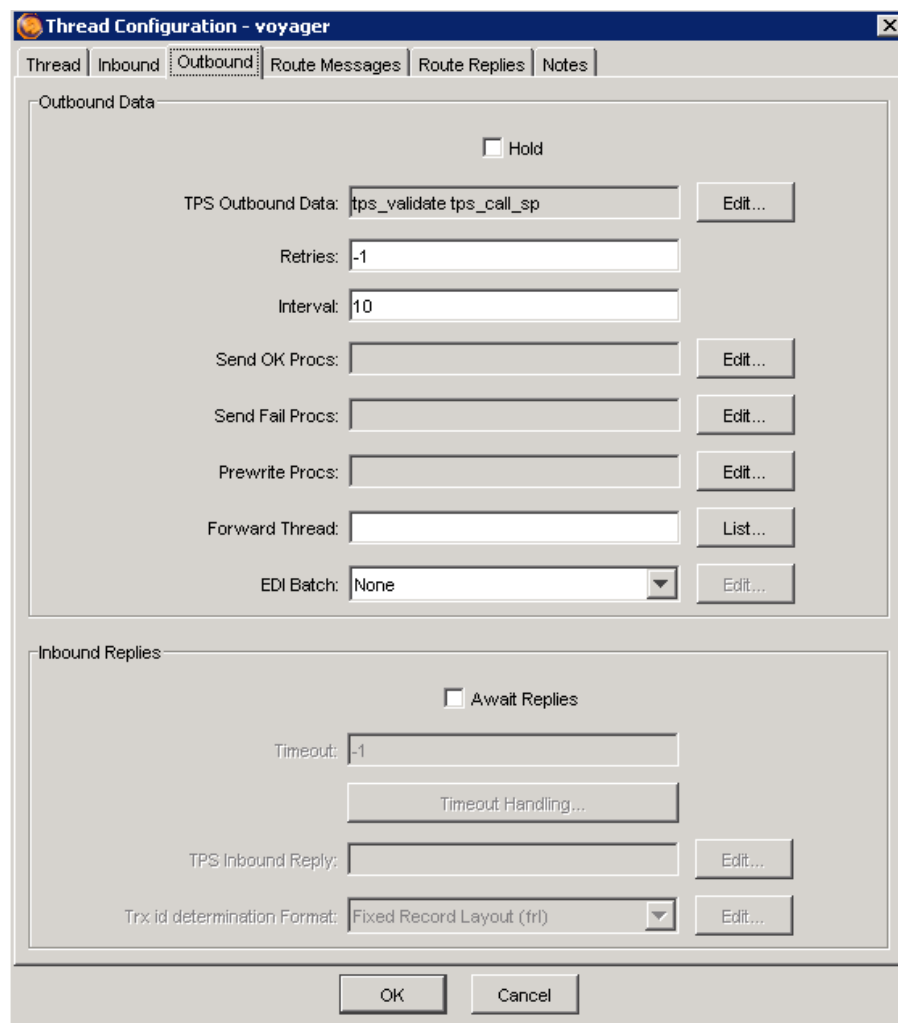 Thread Configuration - voyager
Thread Inbound Outbound Route Messages Route Replies Notes
Outbound Data
Hold
TPS Outbound Data: tps_validate tps_call_sp Edit...
Retries: -1
Interval: 10
Send OK Procs: Edit...
Send Fail Procs: Edit...
Prewrite Procs: Edit...
Forward Thread: List...
EDI Batch: None Edit...
Inbound Replies
Await Replies
Timeout: -1
Timeout Handling...
TPS Inbound Reply: Edit...
Trx id determination Format: Fixed Record Layout (frl) Edit...
OK Cancel